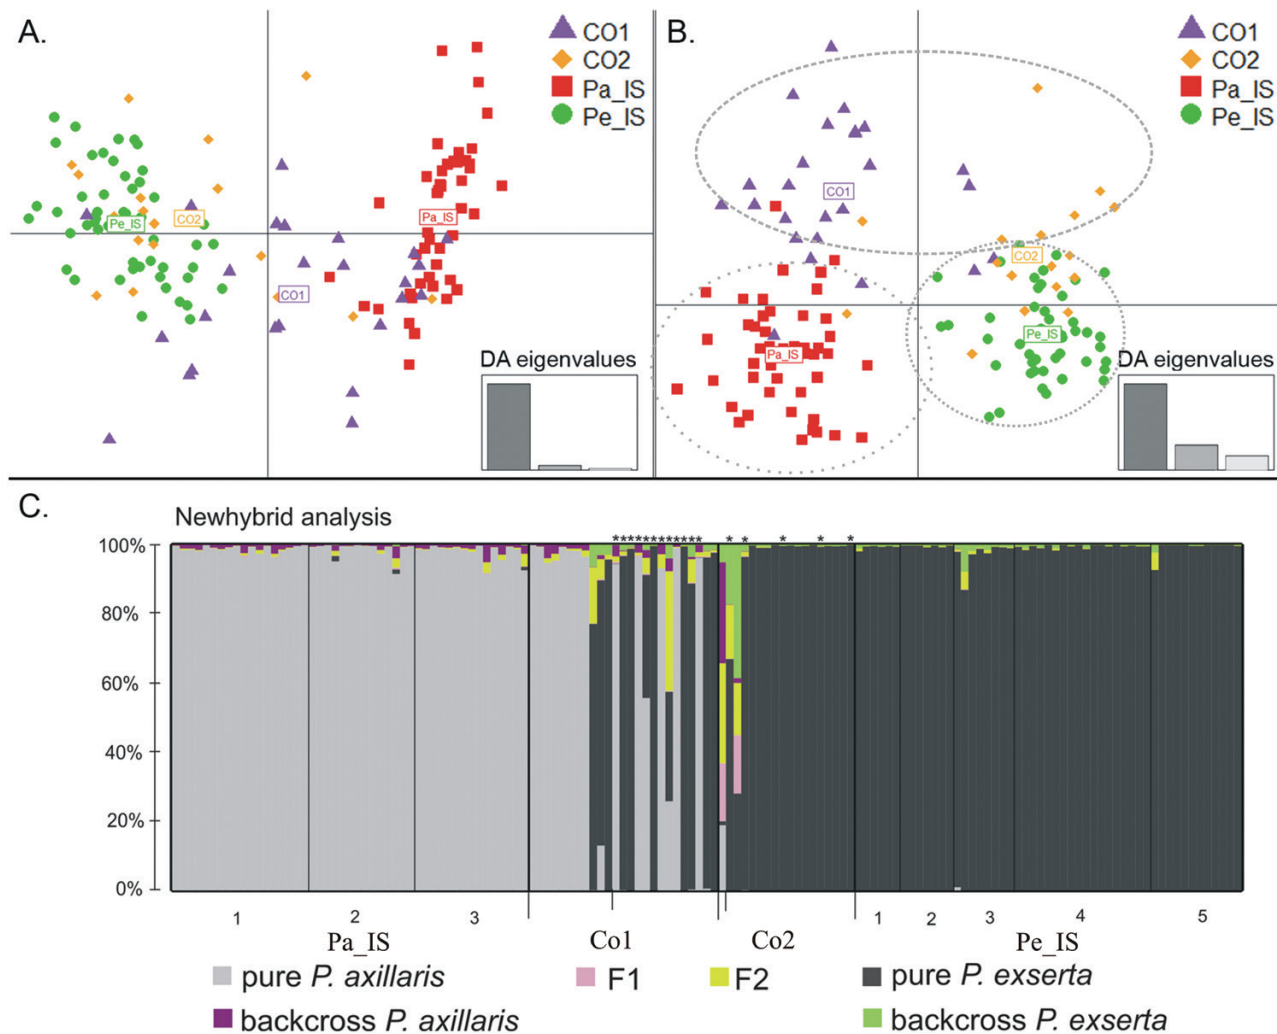 A.
CO1
CO2
Pa_IS
Pe_IS
Pe_IS
CO2
Pa_IS
CO1
DA eigenvalues
B.
CO1
CO2
Pa_IS
Pe_IS
CO1
CO2
Pe_IS
Pa_IS
DA eigenvalues
C.
Newhybrid analysis
************ * * * * *
100%
80%
60%
40%
20%
0%
1 2 3 1 2 3 4 5
Pa_IS Co1 Co2 Pe_IS
pure P. axillaris F1 F2 pure P. exserta
backcross P. axillaris backcross P. exserta